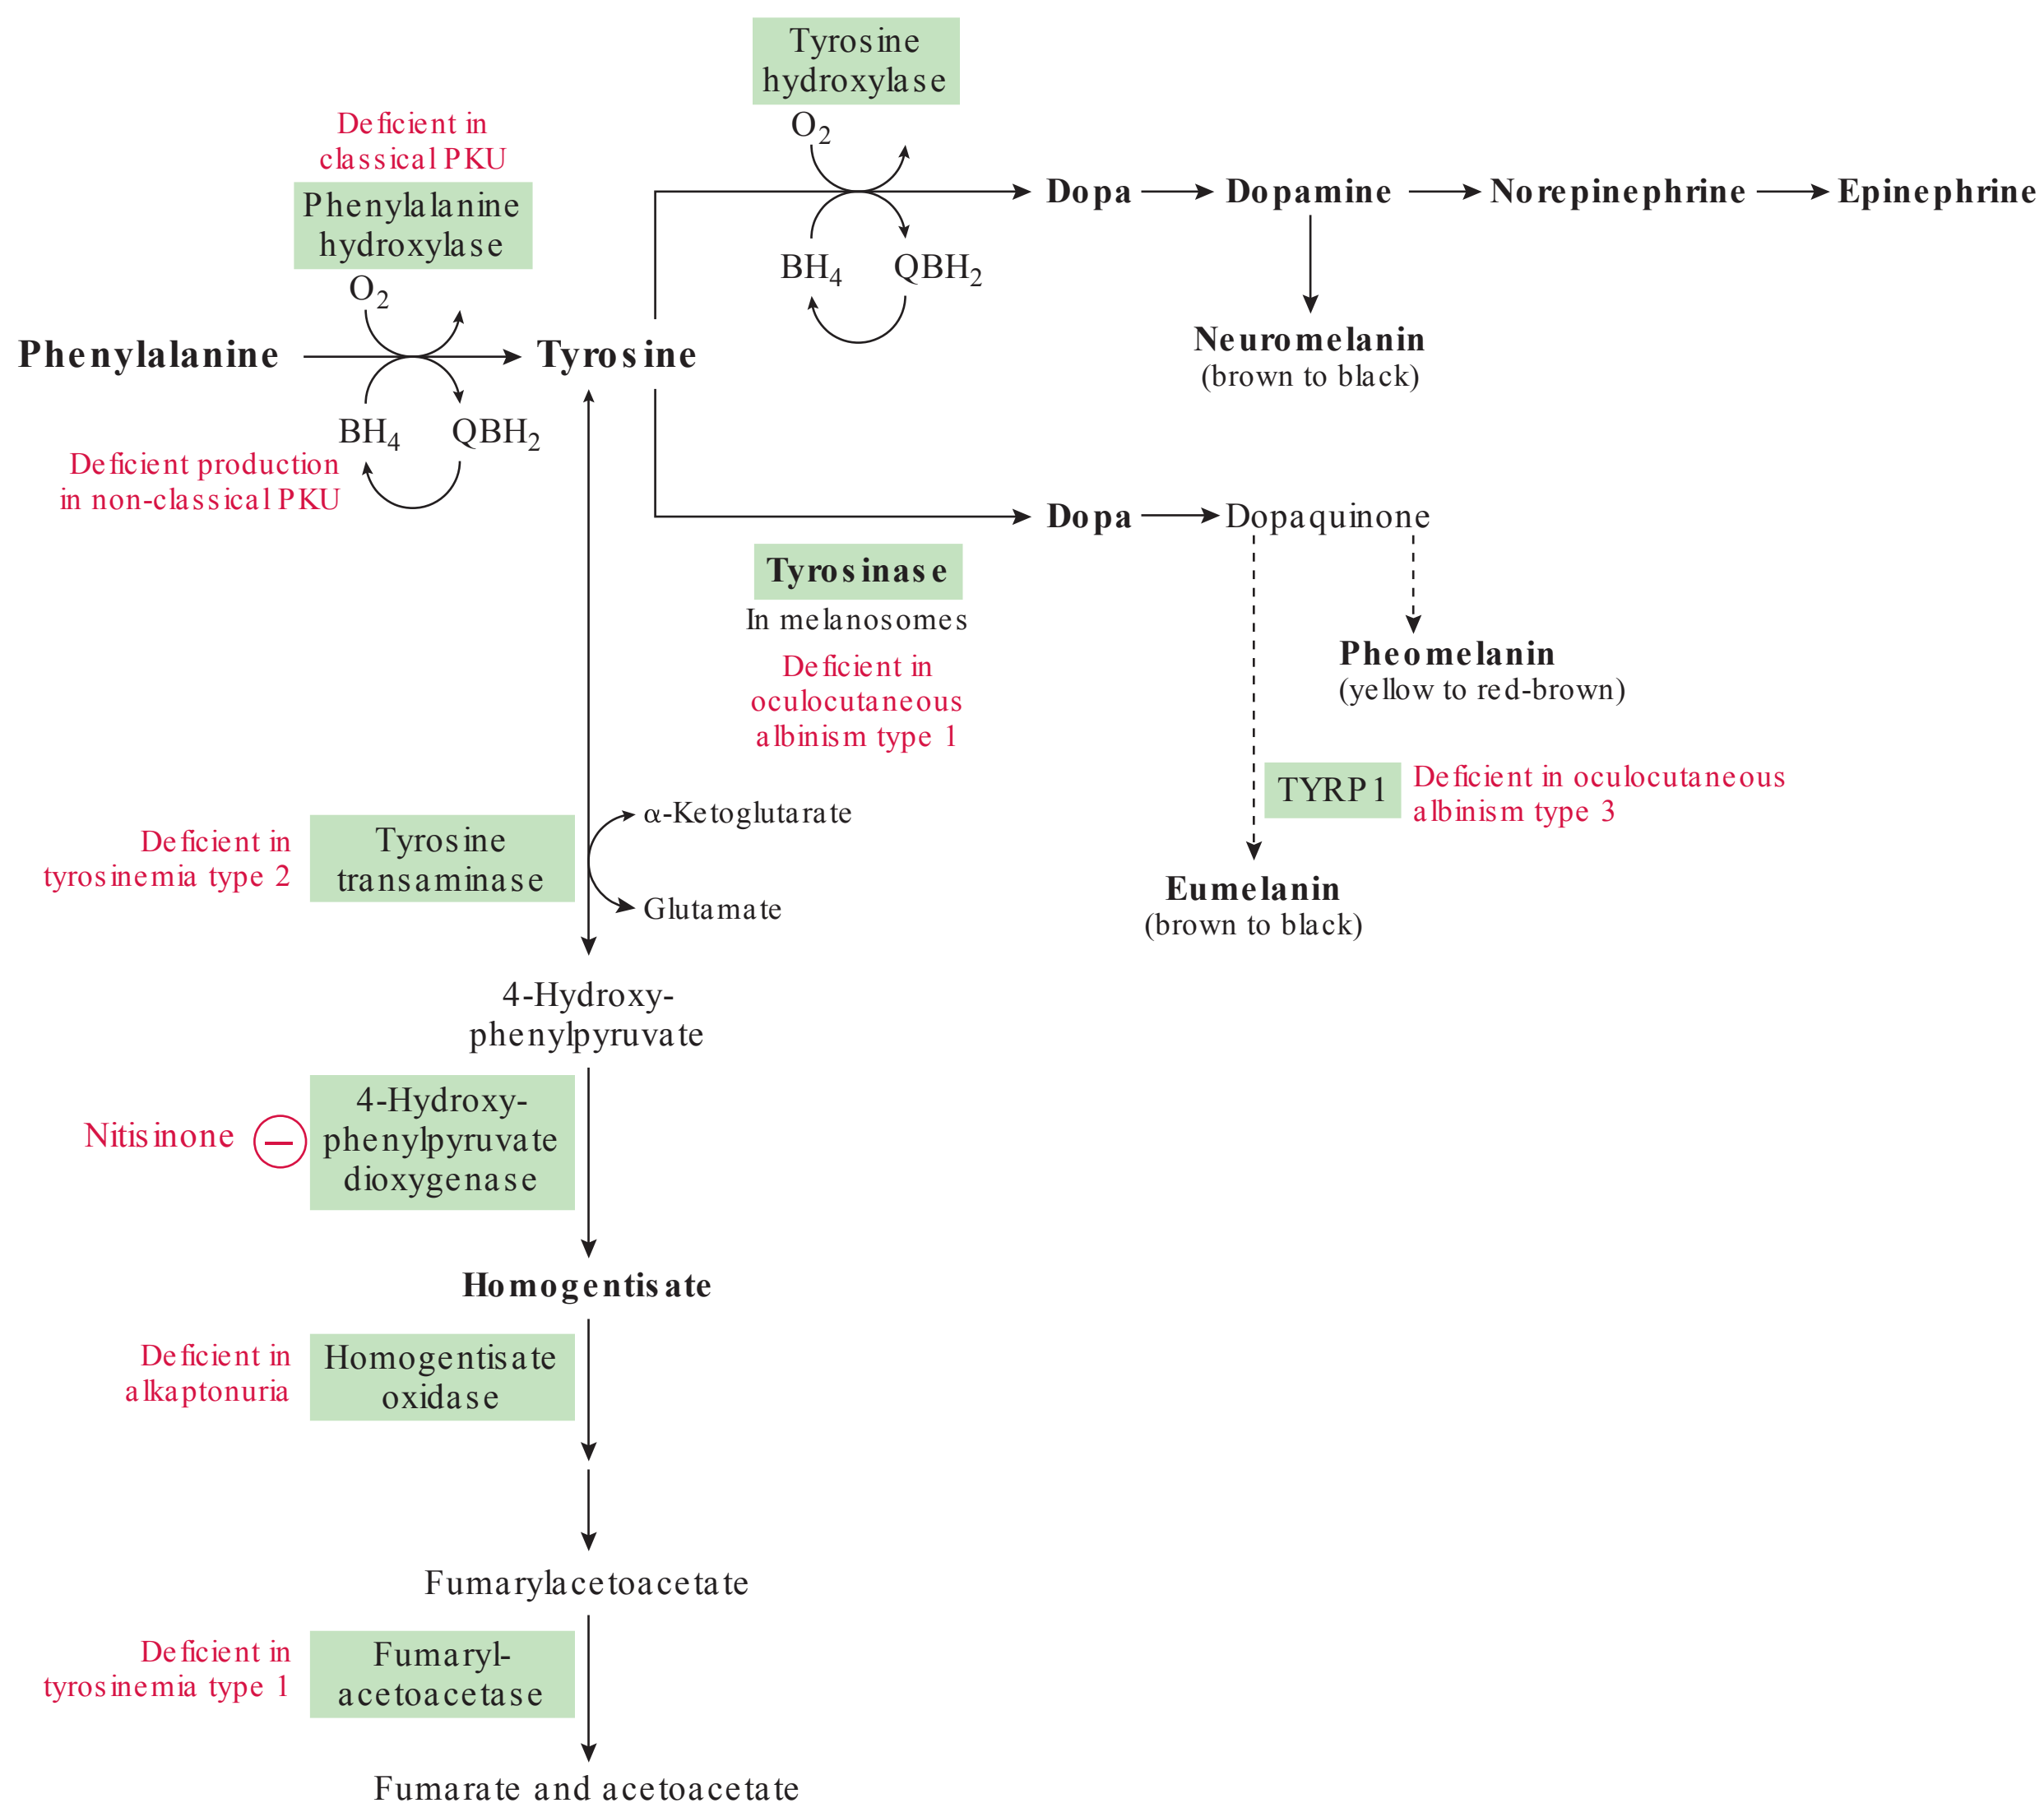 Tyrosine
hydroxylase
O2
Deficient in
classical PKU
Phenylalanine
hydroxylase
O2
Dopa
Dopamine
Norepinephrine
Epinephrine
BH4
QBH2
Phenylalanine
Tyrosine
Neuromelanin
(brown to black)
BH4
QBH2
Deficient production
in non-classical PKU
Dopa
Dopaquinone
Tyrosinase
In melanosomes
Deficient in
oculocutaneous
albinism type 1
Pheomelanin
(yellow to red-brown)
TYRP1
Deficient in oculocutaneous
albinism type 3
Eumelanin
(brown to black)
Deficient in
tyrosinemia type 2
Tyrosine
transaminase
α-Ketoglutarate
Glutamate
4-Hydroxy-
phenylpyruvate
Nitisinone
−
4-Hydroxy-
phenylpyruvate
dioxygenase
Homogentisate
Deficient in
alkaptonuria
Homogentisate
oxidase
Fumarylacetoacetate
Deficient in
tyrosinemia type 1
Fumaryl-
acetoacetase
Fumarate and acetoacetate